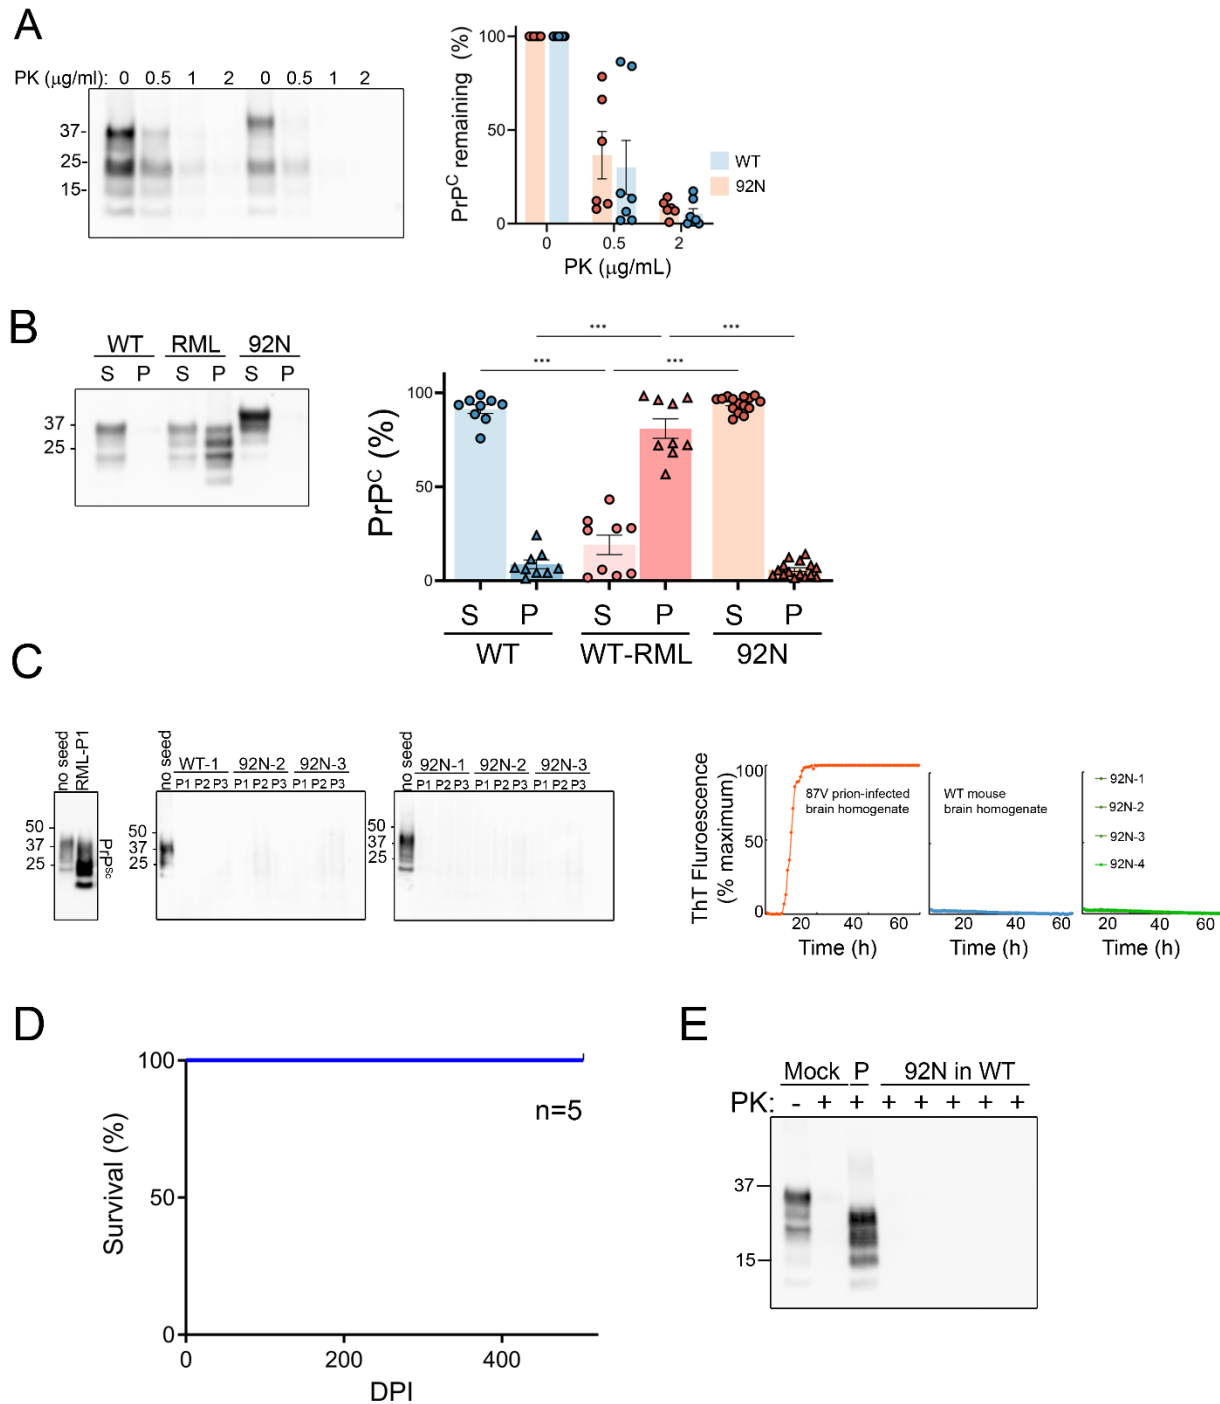 A
PK (μg/ml): 0 0.5 1 2 0 0.5 1 2
37-
25-
15-
PrPC remaining (%)
100
50
0
0 0.5 2
PK (μg/mL)
WT
92N
B
WT RML 92N
S P S P S P
37
25
PrPC (%)
100
50
0
*** ***
*** ***
S P S P S P
WT WT-RML 92N
C
no seed
RML-P1
50
37
25
PrPSc
no seed
WT-1 92N-2 92N-3
P1 P2 P3 P1 P2 P3 P1 P2 P3
50
37
25
no seed
92N-1 92N-2 92N-3
P1 P2 P3 P1 P2 P3 P1 P2 P3
50
37
25
ThT Fluroescence
(% maximum)
100
50
0
87V prion-infected
brain homogenate
20 40 60
Time (h)
WT mouse
brain homogenate
20 40 60
Time (h)
92N-1
92N-2
92N-3
92N-4
20 40 60
Time (h)
D
Survival (%)
100
50
0
n=5
0 200 400
DPI
E
Mock P 92N in WT
PK: - + + + + + + +
37
15